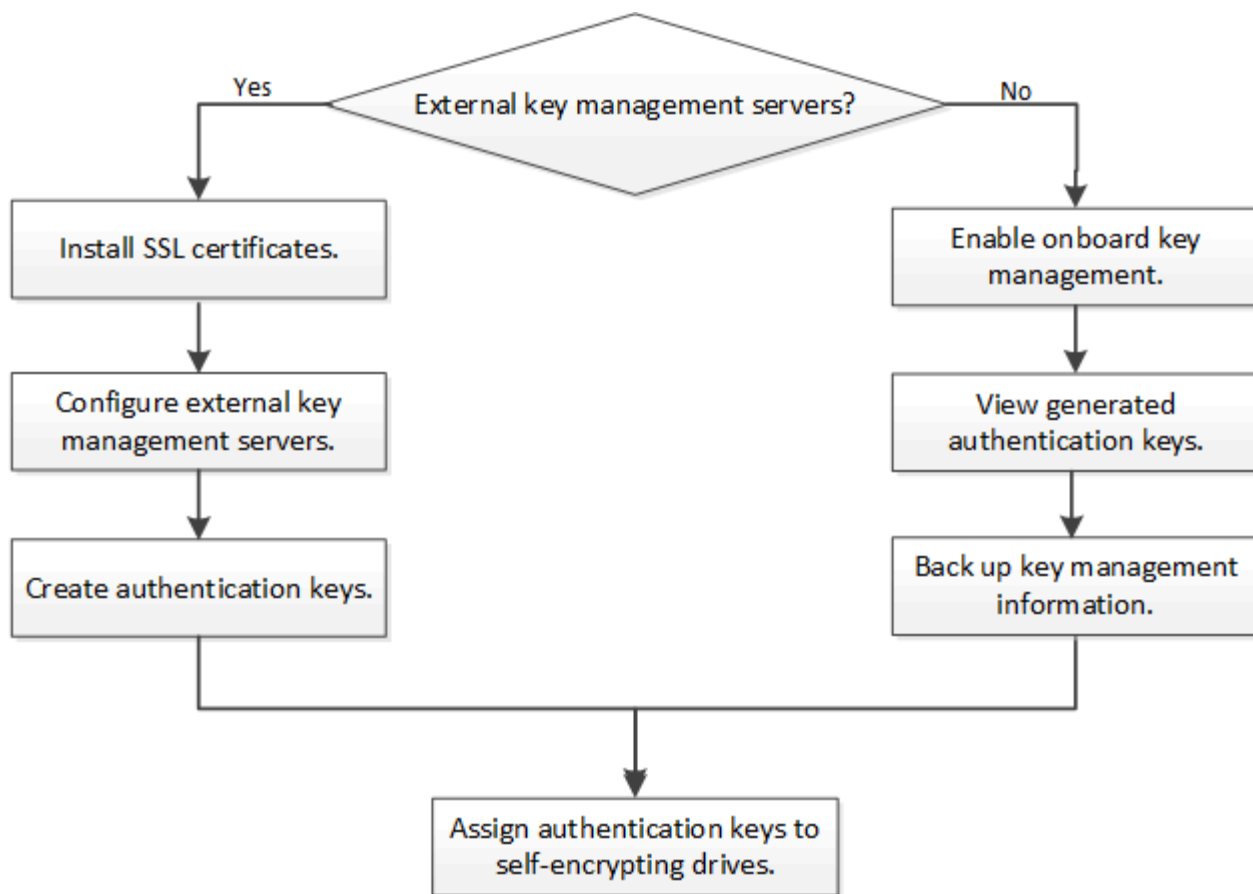 External key management servers?
Yes
No
Install SSL certificates.
Configure external key
management servers.
Create authentication keys.
Enable onboard key
management.
View generated
authentication keys.
Back up key management
information.
Assign authentication keys to
self-encrypting drives.